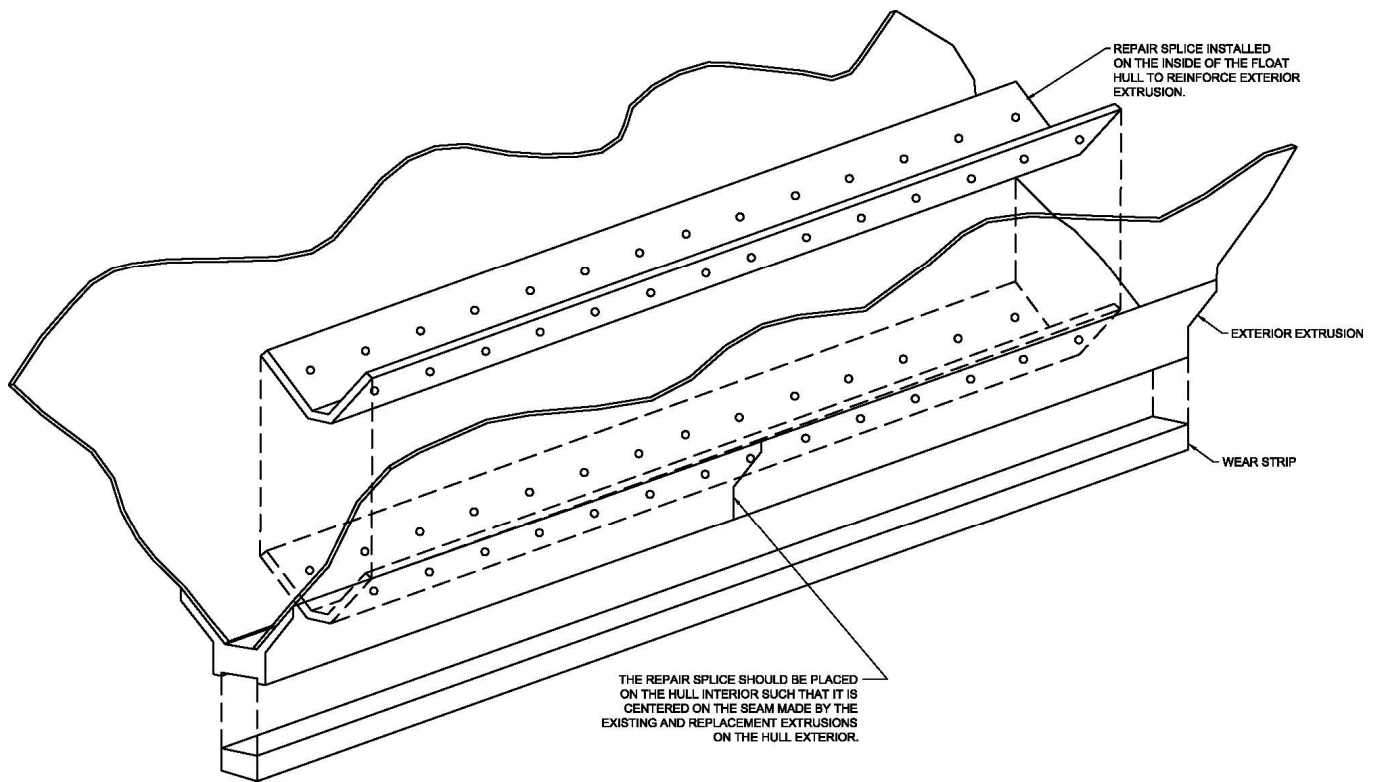 REPAIR SPLICE INSTALLED
ON THE INSIDE OF THE FLOAT
HULL TO REINFORCE EXTERIOR
EXTRUSION.
EXTERIOR EXTRUSION
WEAR STRIP
THE REPAIR SPLICE SHOULD BE PLACED
ON THE HULL INTERIOR SUCH THAT IT IS
CENTERED ON THE SEAM MADE BY THE
EXISTING AND REPLACEMENT EXTRUSIONS
ON THE HULL EXTERIOR.